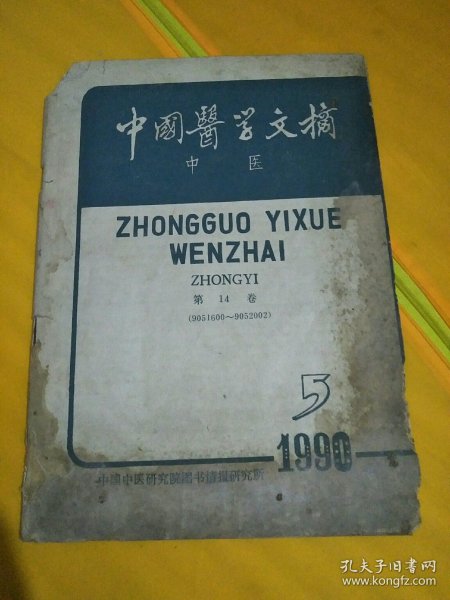 中國醫学文摘
中医
ZHONGGUO YIXUE
WENZHAI
ZHONGYI
第 14 卷
(9051600～9052002)
5
1990
中国中医研究院图书情报研究所
孔夫子旧书网
www.kongfz.com